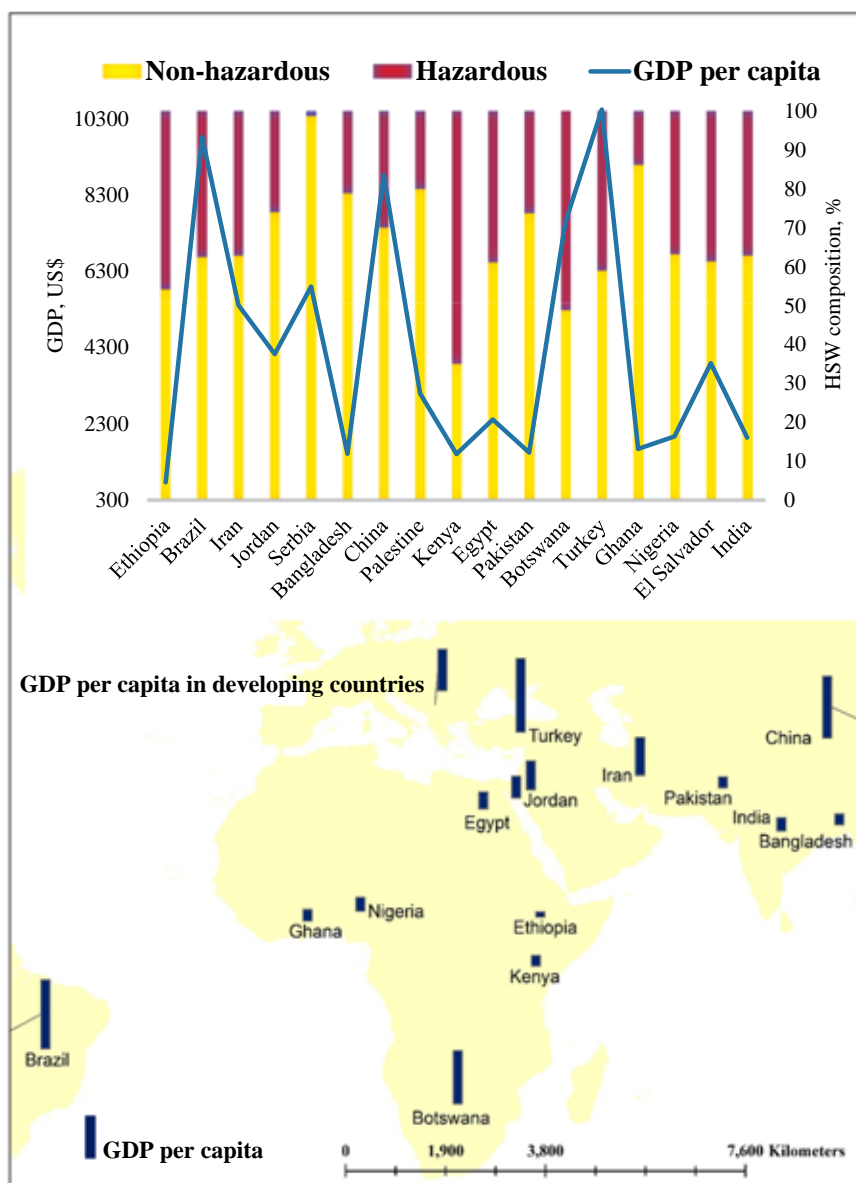 Non-hazardous Hazardous GDP per capita
GDP, US$
10300
8300
6300
4300
2300
300
100
90
80
70
60
50
40
30
20
10
0
HSW composition, %
Ethiopia
Brazil
Iran
Jordan
Serbia
Bangladesh
China
Palestine
Kenya
Egypt
Pakistan
Botswana
Turkey
Ghana
Nigeria
El Salvador
India
GDP per capita in developing countries
Turkey
China
Iran
Jordan
Pakistan
Egypt
India
Bangladesh
Nigeria
Ghana
Ethiopia
Kenya
Brazil
Botswana
GDP per capita
0 1,900 3,800 7,600 Kilometers